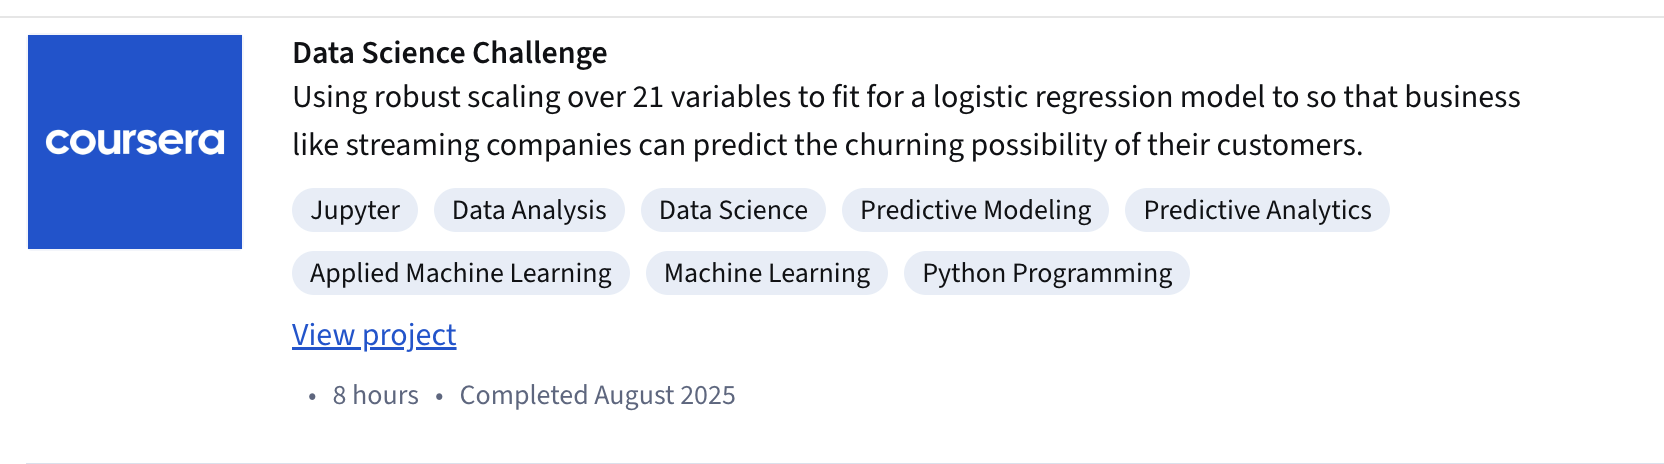 coursera
Data Science Challenge
Using robust scaling over 21 variables to fit for a logistic regression model to so that business
like streaming companies can predict the churning possibility of their customers.
Jupyter Data Analysis Data Science Predictive Modeling Predictive Analytics
Applied Machine Learning Machine Learning Python Programming
View project
• 8 hours • Completed August 2025